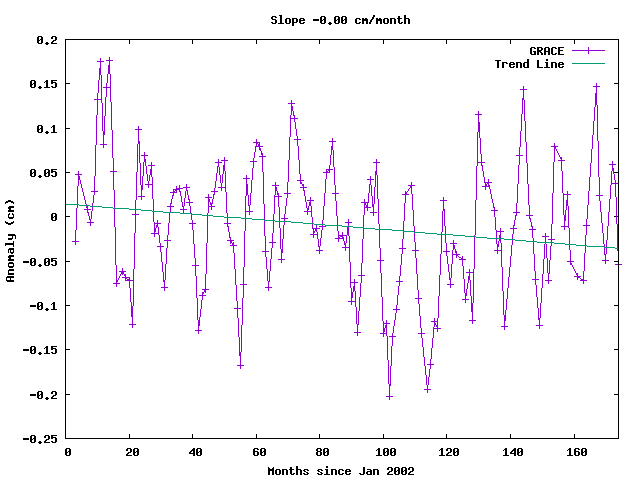 Slope -0.00 cm/month
GRACE
Trend Line
0.2
0.15
0.1
0.05
0
-0.05
-0.1
-0.15
-0.2
-0.25
Anomaly (cm)
0 20 40 60 80 100 120 140 160
Months since Jan 2002